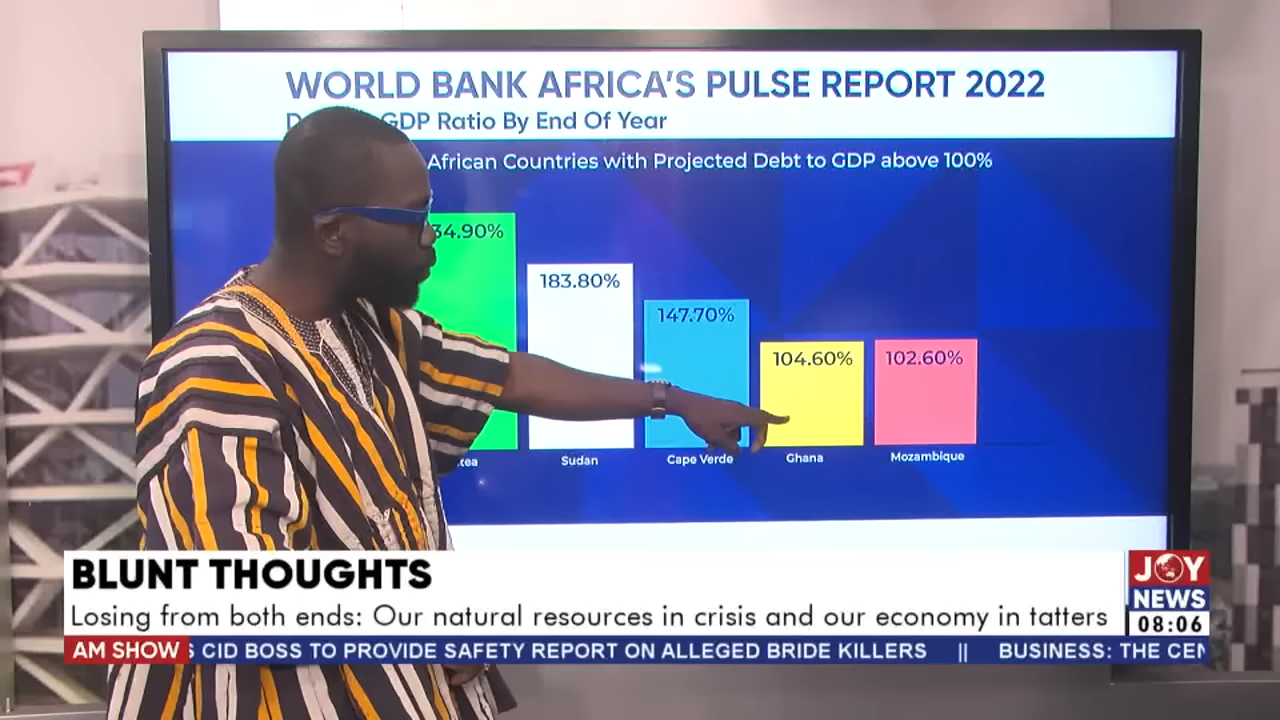 WORLD BANK AFRICA'S PULSE REPORT 2022
GDP Ratio By End Of Year
African Countries with Projected Debt to GDP above 100%
34.90%
183.80%
147.70%
104.60%
102.60%
Sudan
Cape Verde
Ghana
Mozambique
BLUNT THOUGHTS
Losing from both ends: Our natural resources in crisis and our economy in tatters
JOY
NEWS
08:06
AM SHOW
CID BOSS TO PROVIDE SAFETY REPORT ON ALLEGED BRIDE KILLERS || BUSINESS: THE CEN